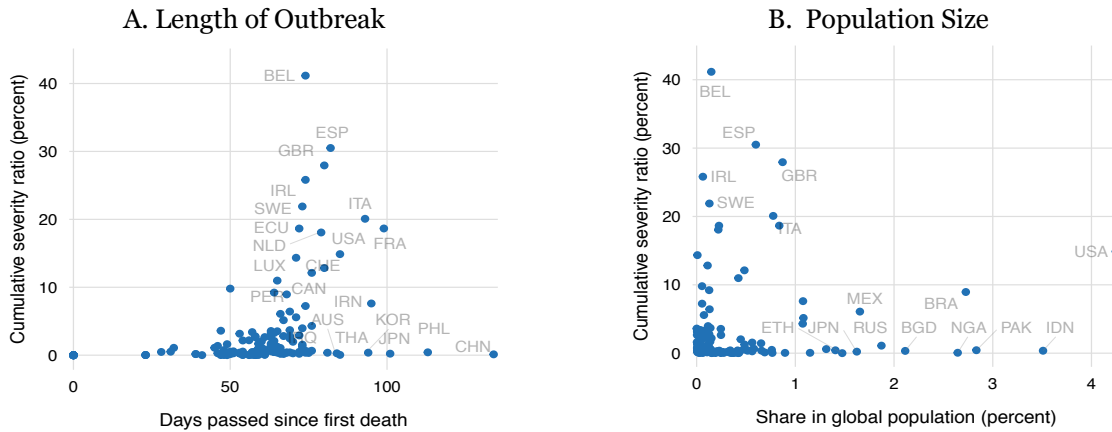 A. Length of Outbreak
Cumulative severity ratio (percent)
40
30
20
10
0
BEL
ESP
GBR
IRL
ITA
SWE
ECU
USA
FRA
NLD
LUX
CHE
PER
CAN
IRN
AUS
KOR
PHL
Q
THA
JPN
CHN
0
50
100
Days passed since first death
B. Population Size
Cumulative severity ratio (percent)
40
30
20
10
0
BEL
ESP
GBR
IRL
SWE
ITA
USA
MEX
BRA
ETH
JPN
RUS
BGD
NGA
PAK
IDN
0
1
2
3
4
Share in global population (percent)